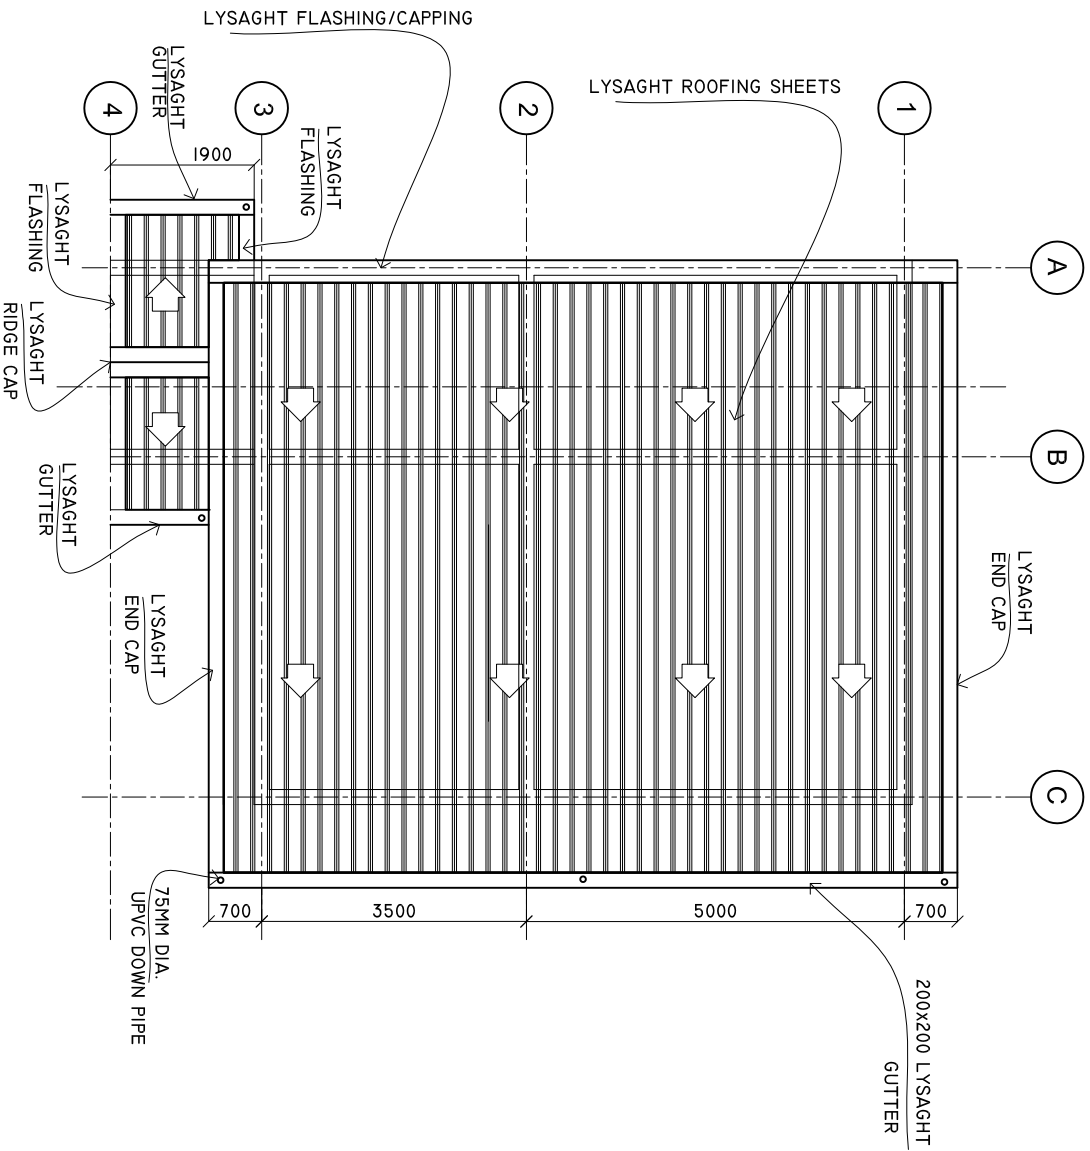 LYSAGHT FLASHING/CAPPING
LYSAGHT ROOFING SHEETS
LYSAGHT
GUTTER
4
3
2
1
1900
LYSAGHT
FLASHING
LYSAGHT
FLASHING
A
LYSAGHT
RIDGE CAP
B
LYSAGHT
GUTTER
LYSAGHT
END CAP
LYSAGHT
END CAP
C
75MM DIA.
UPVC DOWN PIPE
700
3500
5000
700
200x200 LYSAGHT
GUTTER